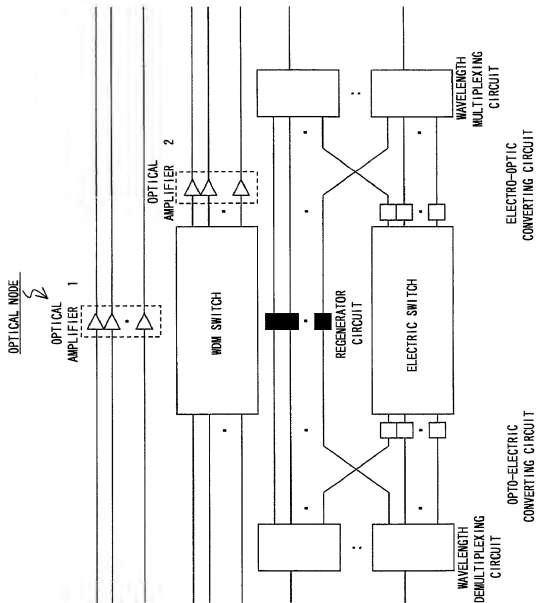 OPTICAL NODE
OPTICAL
AMPLIFIER 1
OPTICAL
AMPLIFIER 2
WDM SWITCH
REGENERATOR
CIRCUIT
ELECTRIC SWITCH
WAVELENGTH
DEMULTIPLEXING
CIRCUIT
OPTO-ELECTRIC
CONVERTING CIRCUIT
ELECTRO-OPTIC
CONVERTING CIRCUIT
WAVELENGTH
MULTIPLEXING
CIRCUIT